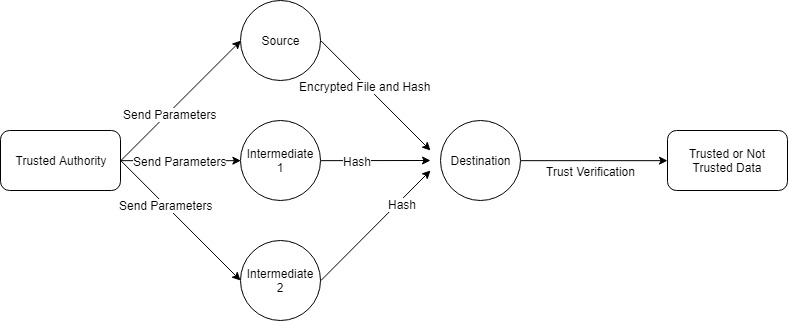 Source
Encrypted File and Hash
Send Parameters
Trusted Authority
Send Parameters
Intermediate
1
Hash
Destination
Trust Verification
Trusted or Not
Trusted Data
Send Parameters
Hash
Intermediate
2